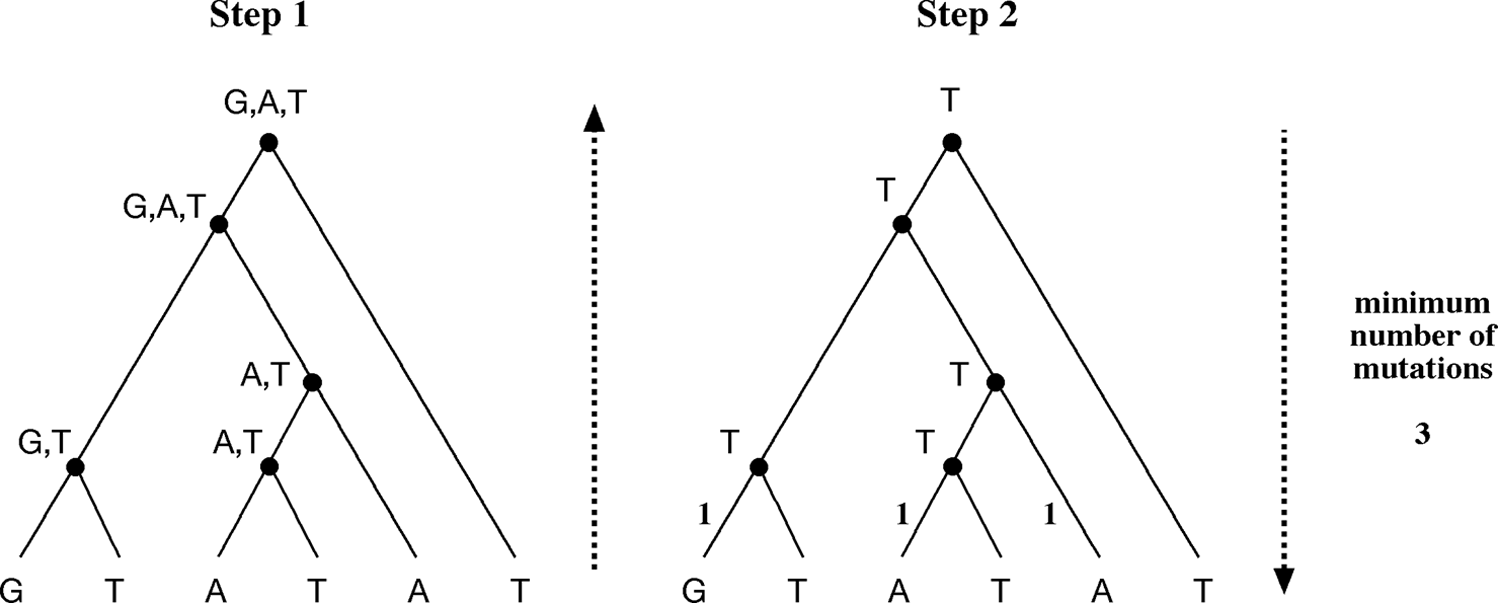 Step 1
Step 2
G,A,T
T
G,A,T
T
A,T
T
G,T
A,T
T
T
1
1
1
G T A T A T
G T A T A T
minimum
number of
mutations
3